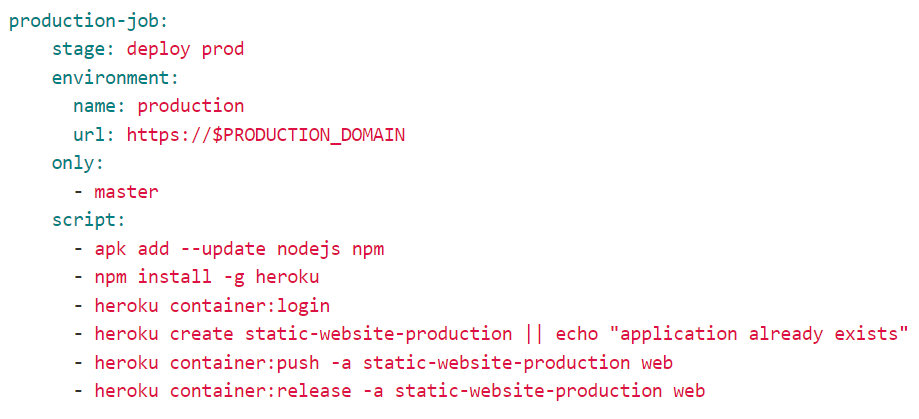 production-job:
    stage: deploy prod
    environment:
      name: production
      url: https://$PRODUCTION_DOMAIN
    only:
      - master
    script:
      - apk add --update nodejs npm
      - npm install -g heroku
      - heroku container:login
      - heroku create static-website-production || echo "application already exists"
      - heroku container:push -a static-website-production web
      - heroku container:release -a static-website-production web